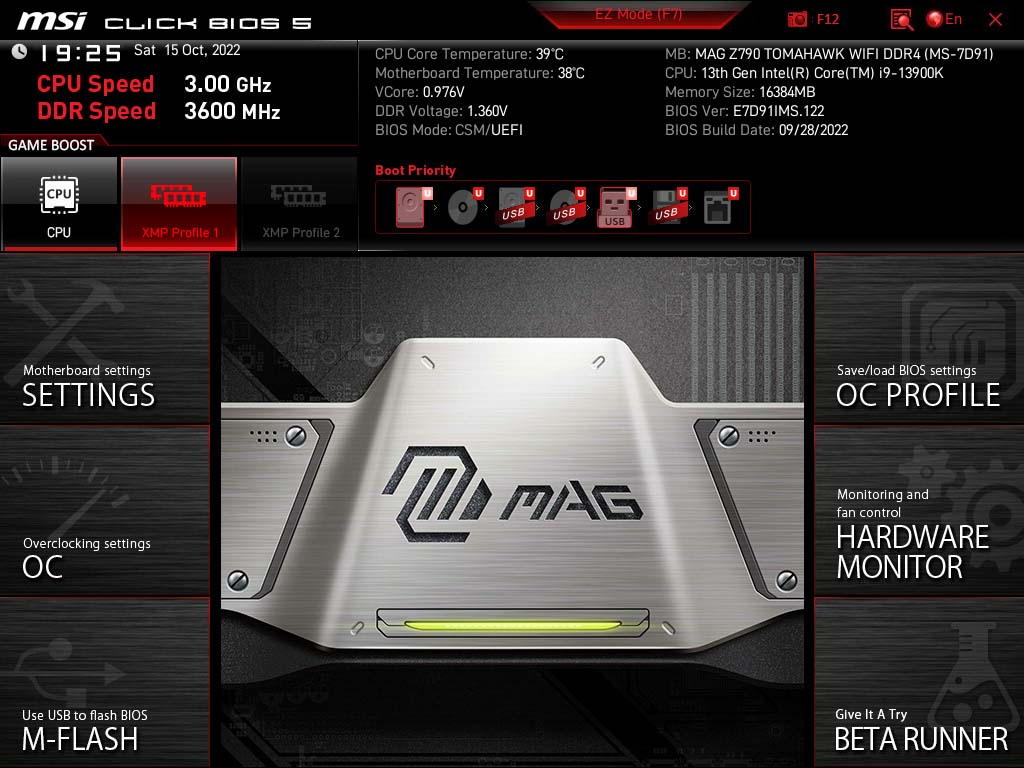 msi CLICK BIOS 5
EZ Mode (F7)
: F12
En
19:25 Sat 15 Oct, 2022
CPU Speed 3.00 GHz
DDR Speed 3600 MHz
CPU Core Temperature: 39°C
Motherboard Temperature: 38°C
VCore: 0.976V
DDR Voltage: 1.360V
BIOS Mode: CSM/UEFI
MB: MAG Z790 TOMAHAWK WIFI DDR4 (MS-7D91)
CPU: 13th Gen Intel(R) Core(TM) i9-13900K
Memory Size: 16384MB
BIOS Ver: E7D91IMS.122
BIOS Build Date: 09/28/2022
GAME BOOST
CPU
CPU
XMP Profile 1
XMP Profile 2
Boot Priority
U U U U U U U
USB USB USB USB
Motherboard settings
SETTINGS
Overclocking settings
OC
Use USB to flash BIOS
M-FLASH
MAG
Save/load BIOS settings
OC PROFILE
Monitoring and
fan control
HARDWARE
MONITOR
Give It A Try
BETA RUNNER